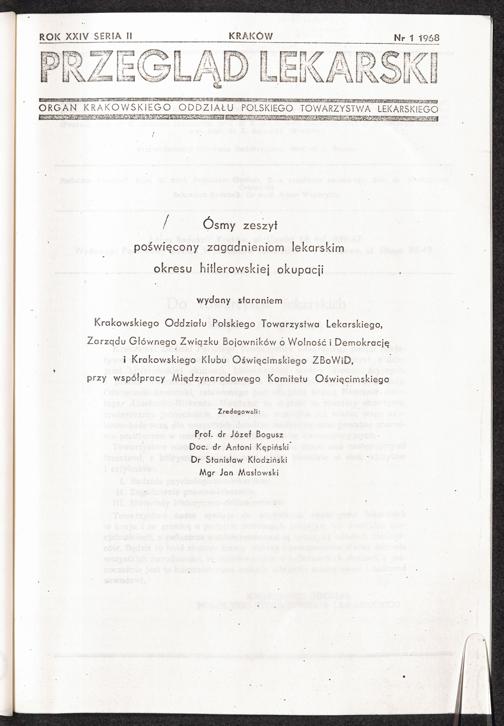 ROK XXIV SERIA II KRAKÓW Nr 1 1968
PRZEGLĄD LEKARSKI
ORGAN KRAKOWSKIEGO ODDZIAŁU POLSKIEGO TOWARZYSTWA LEKARSKIEGO
Ósmy zeszyt
poświęcony zagadnieniom lekarskim
okresu hitlerowskiej okupacji
wydany staraniem
Krakowskiego Oddziału Polskiego Towarzystwa Lekarskiego,
Zarządu Głównego Związku Bojowników o Wolność i Demokrację
i Krakowskiego Klubu Oświęcimskiego ZBoWiD,
przy współpracy Międzynarodowego Komitetu Oświęcimskiego
Zredagowali:
Prof. dr Józef Bogusz
Doc. dr Antoni Kępiński
Dr Stanisław Kłodziński
Mgr Jan Masłowski